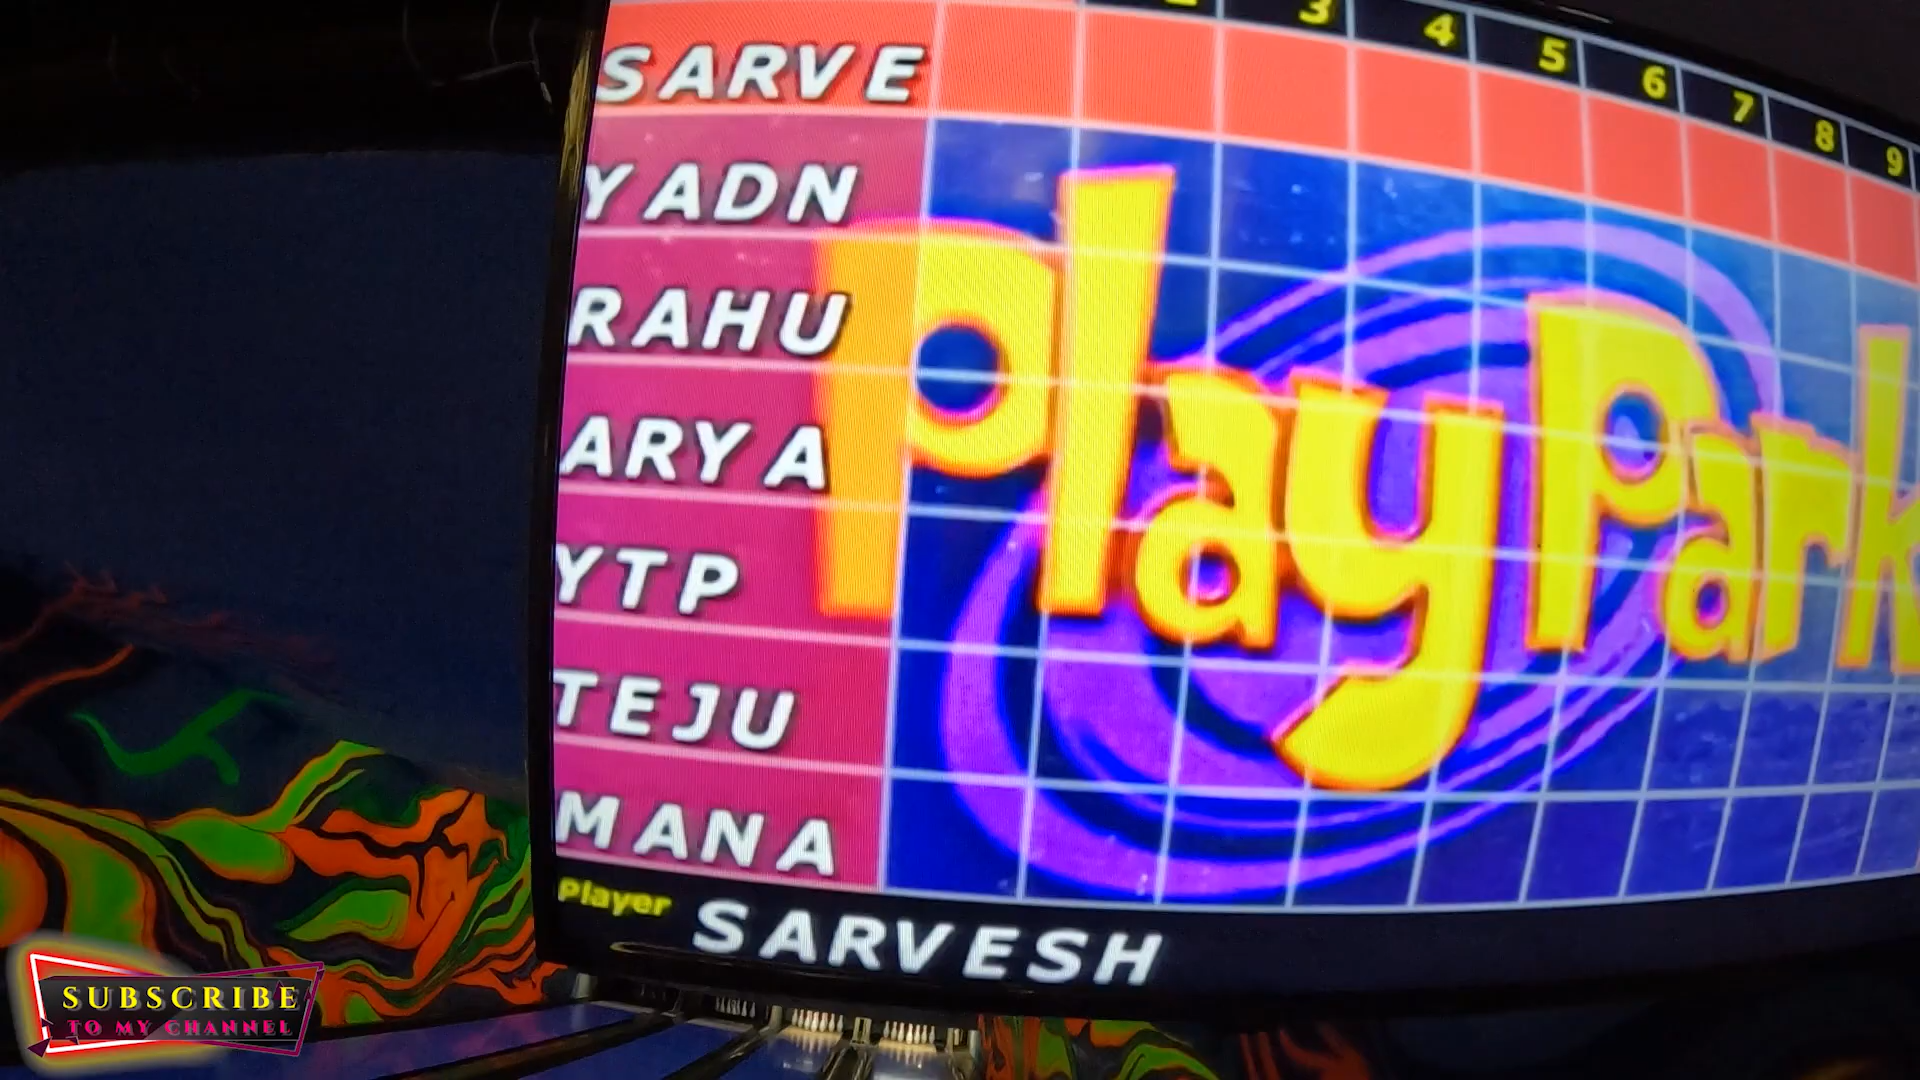 2 3 4 5 6 7 8 9
SARVE
YADN
RAHU
ARYA
YTP
TEJU
MANA
PlayPark
Player SARVESH
SUBSCRIBE
TO MY CHANNEL